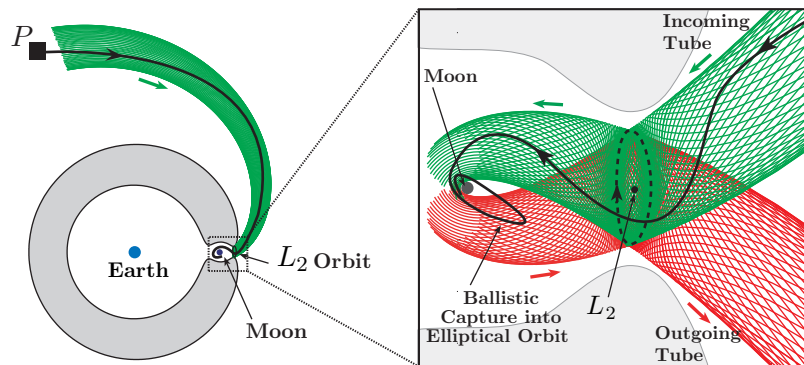 P
Earth
L2 Orbit
Moon
Incoming
Tube
Moon
Ballistic
Capture into
Elliptical Orbit
L2
Outgoing
Tube